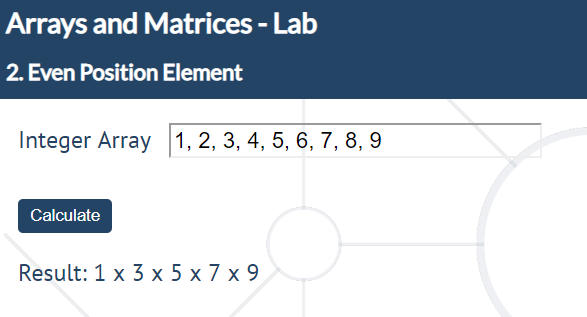 Arrays and Matrices - Lab
2. Even Position Element
Integer Array 1, 2, 3, 4, 5, 6, 7, 8, 9
Calculate
Result: 1 x 3 x 5 x 7 x 9